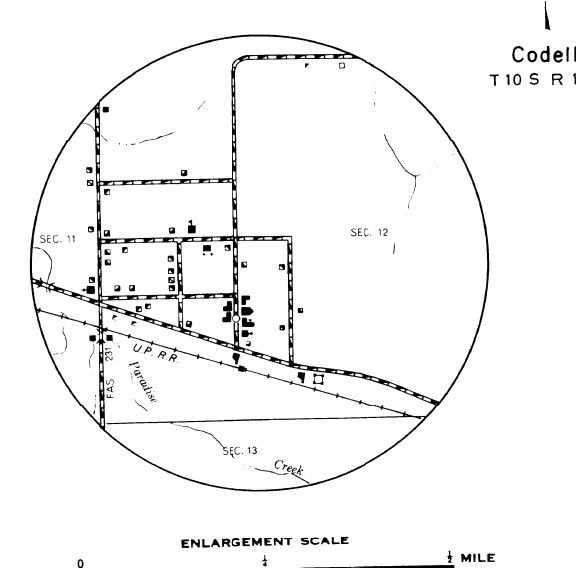 Codell
T 10 S R 1
SEC. 11
SEC. 12
U.P. R.R.
FAS 231
Paradise
SEC. 13
Creek
ENLARGEMENT SCALE
0 1/4 1/2 MILE